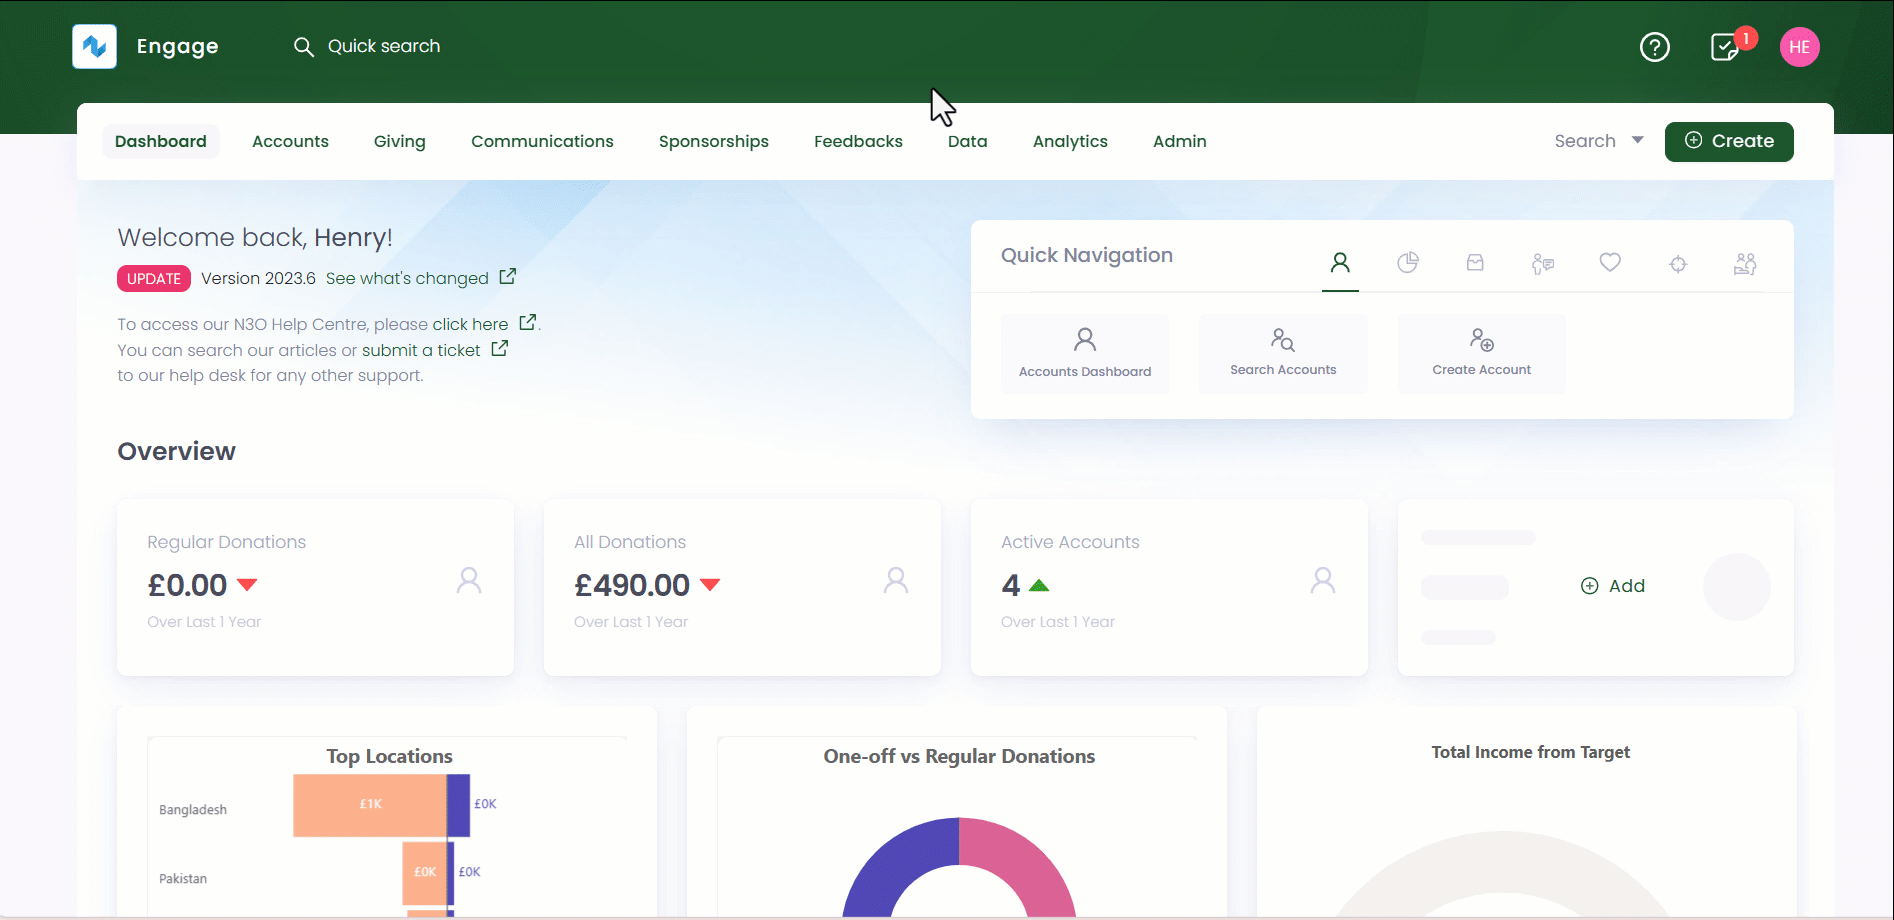 Engage
Quick search
1
HE
Dashboard
Accounts
Giving
Communications
Sponsorships
Feedbacks
Data
Analytics
Admin
Search
Create
Welcome back, Henry!
UPDATE Version 2023.6 See what's changed
To access our N3O Help Centre, please click here .
You can search our articles or submit a ticket
to our help desk for any other support.
Quick Navigation
Accounts Dashboard
Search Accounts
Create Account
Overview
Regular Donations
£0.00
Over Last 1 Year
All Donations
£490.00
Over Last 1 Year
Active Accounts
4
Over Last 1 Year
Add
Top Locations
Bangladesh
£1K
£0K
Pakistan
£0K
£0K
One-off vs Regular Donations
Total Income from Target